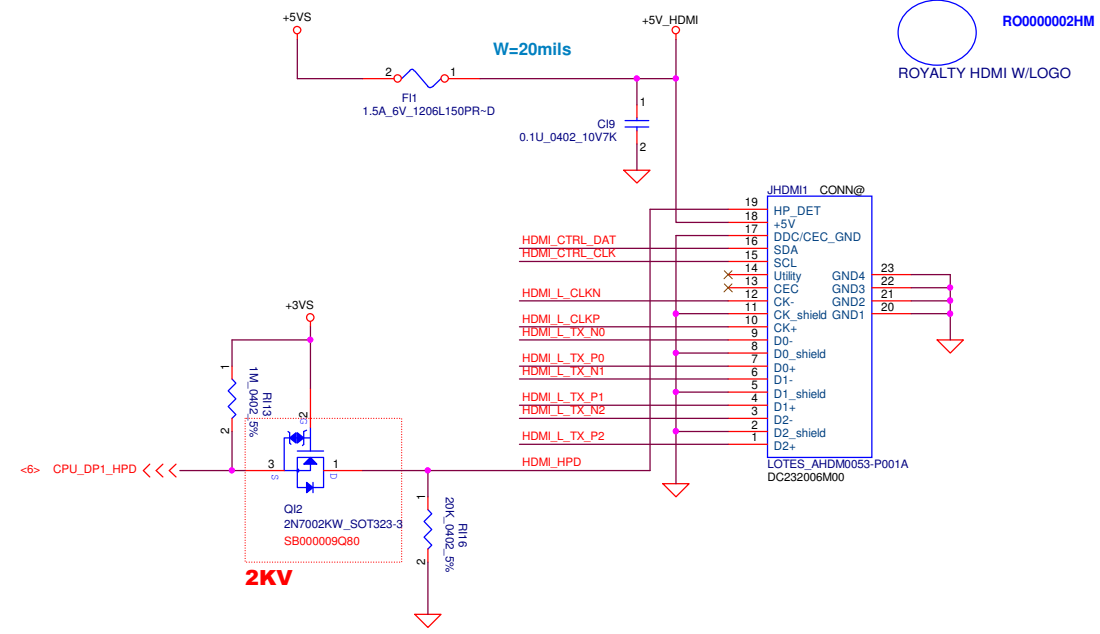 +5VS
+5V_HDMI
RO0000002HM
W=20mils
ROYALTY HDMI W/LOGO
2
1
FI1
1.5A_6V_1206L150PR~D
1
CI9
0.1U_0402_10V7K
2
JHDMI1 CONN@
19
HP_DET
18
+5V
17
DDC/CEC_GND
HDMI_CTRL_DAT
16
SDA
HDMI_CTRL_CLK
15
SCL
14
Utility
GND4
23
13
CEC
GND3
22
HDMI_L_CLKN
12
CK-
GND2
21
11
CK_shield
GND1
20
HDMI_L_CLKP
10
CK+
HDMI_L_TX_N0
9
D0-
8
D0_shield
HDMI_L_TX_P0
7
D0+
HDMI_L_TX_N1
6
D1-
5
D1_shield
HDMI_L_TX_P1
4
D1+
HDMI_L_TX_N2
3
D2-
2
D2_shield
HDMI_L_TX_P2
1
D2+
HDMI_HPD
LOTES_AHDM0053-P001A
DC232006M00
+3VS
1
RI13
1M_0402_5%
2
2
G
<6>
CPU_DP1_HPD
3
S
1
D
QI2
2N7002KW_SOT323-3
SB000009Q80
2KV
1
RI16
20K_0402_5%
2